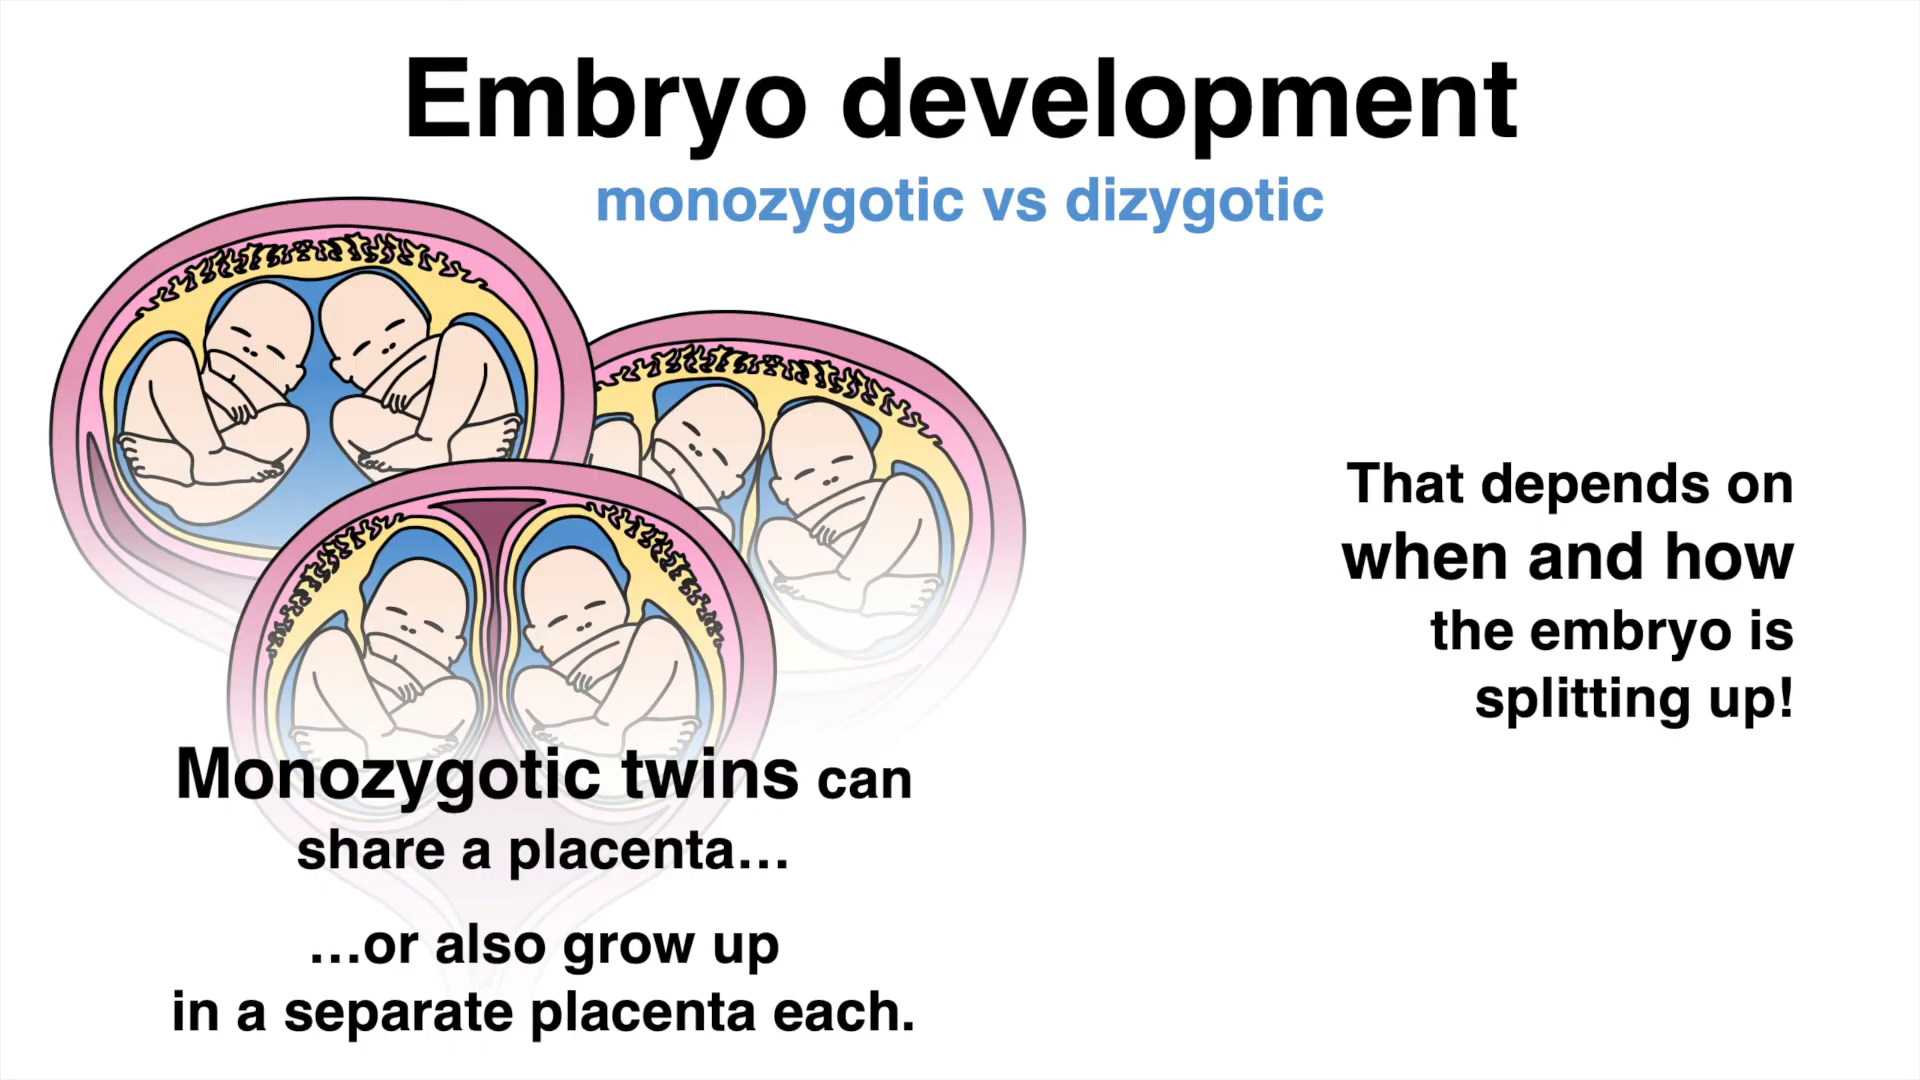 Embryo development
monozygotic vs dizygotic
That depends on
when and how
the embryo is
splitting up!
Monozygotic twins can
share a placenta…
…or also grow up
in a separate placenta each.